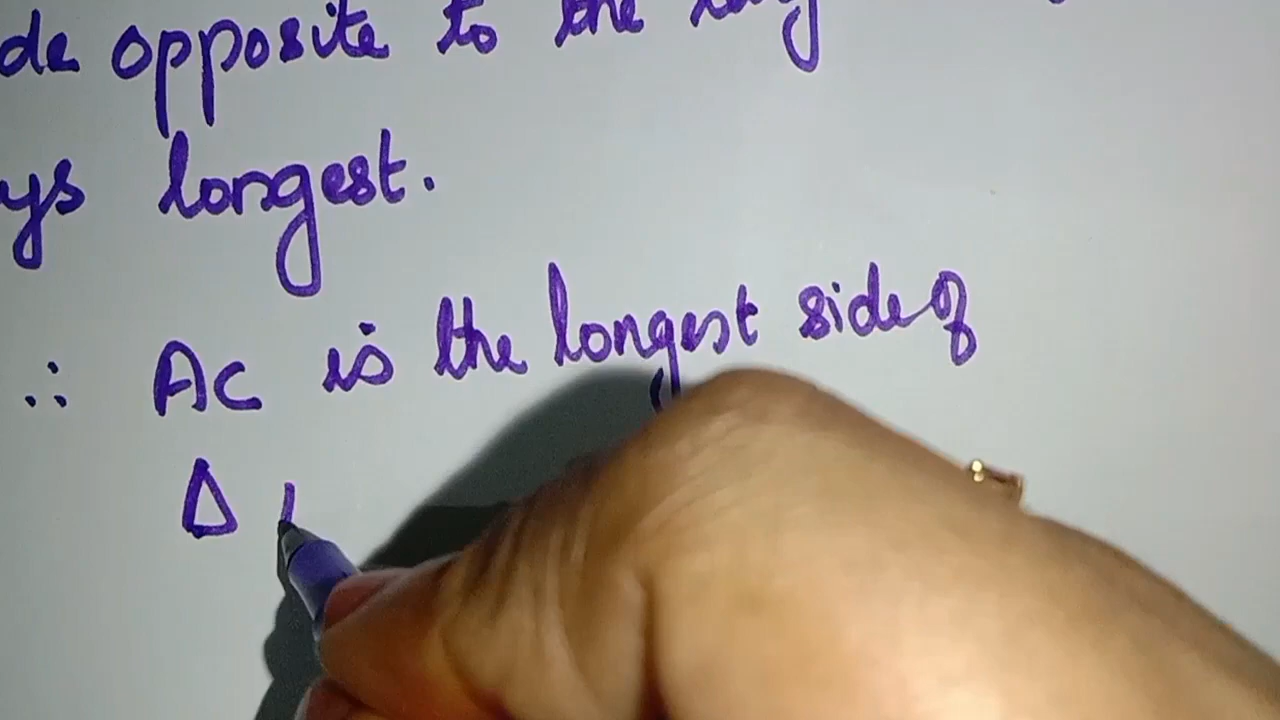 de opposite to the
ys longest.
∴ AC is the longest side of
Δ